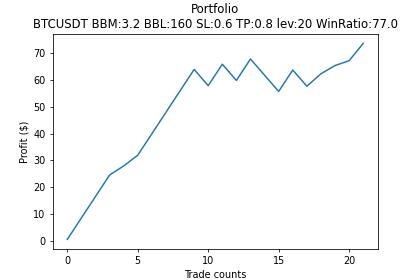 Portfolio
BTCUSDT BBM:3.2 BBL:160 SL:0.6 TP:0.8 lev:20 WinRatio:77.0
70
60
50
40
30
20
10
0
Profit ($)
0 5 10 15 20
Trade counts